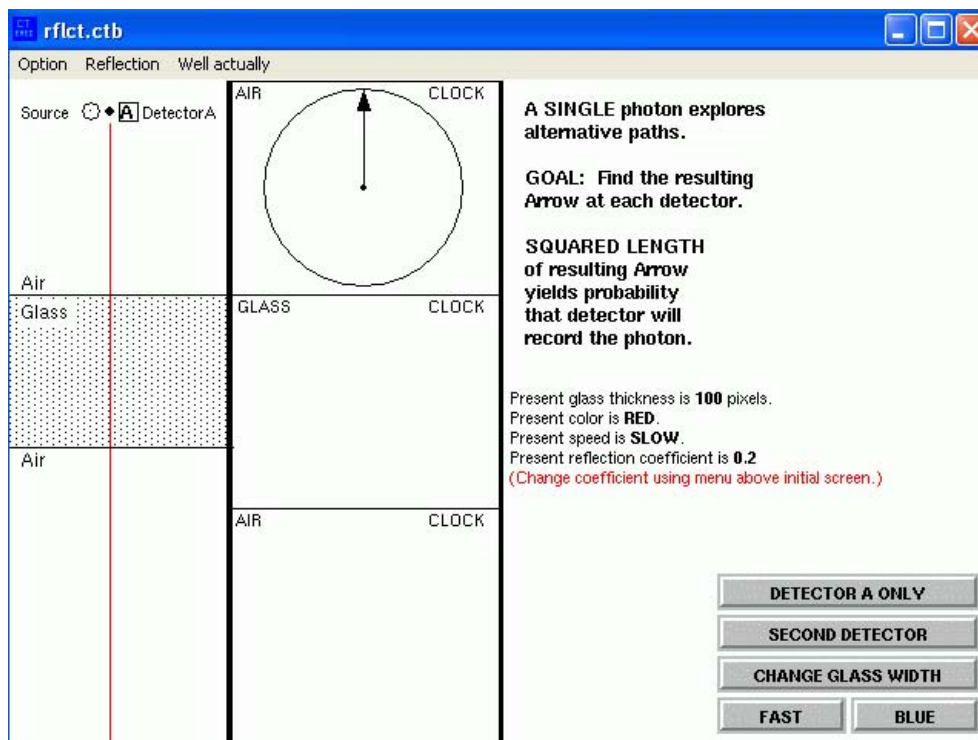 CT
rflct.ctb
Option Reflection Well actually
Source A Detector A
Air
Glass
Air
AIR CLOCK
GLASS CLOCK
AIR CLOCK
A SINGLE photon explores
alternative paths.
GOAL: Find the resulting
Arrow at each detector.
SQUARED LENGTH
of resulting Arrow
yields probability
that detector will
record the photon.
Present glass thickness is 100 pixels.
Present color is RED.
Present speed is SLOW.
Present reflection coefficient is 0.2
(Change coefficient using menu above initial screen.)
DETECTOR A ONLY
SECOND DETECTOR
CHANGE GLASS WIDTH
FAST BLUE